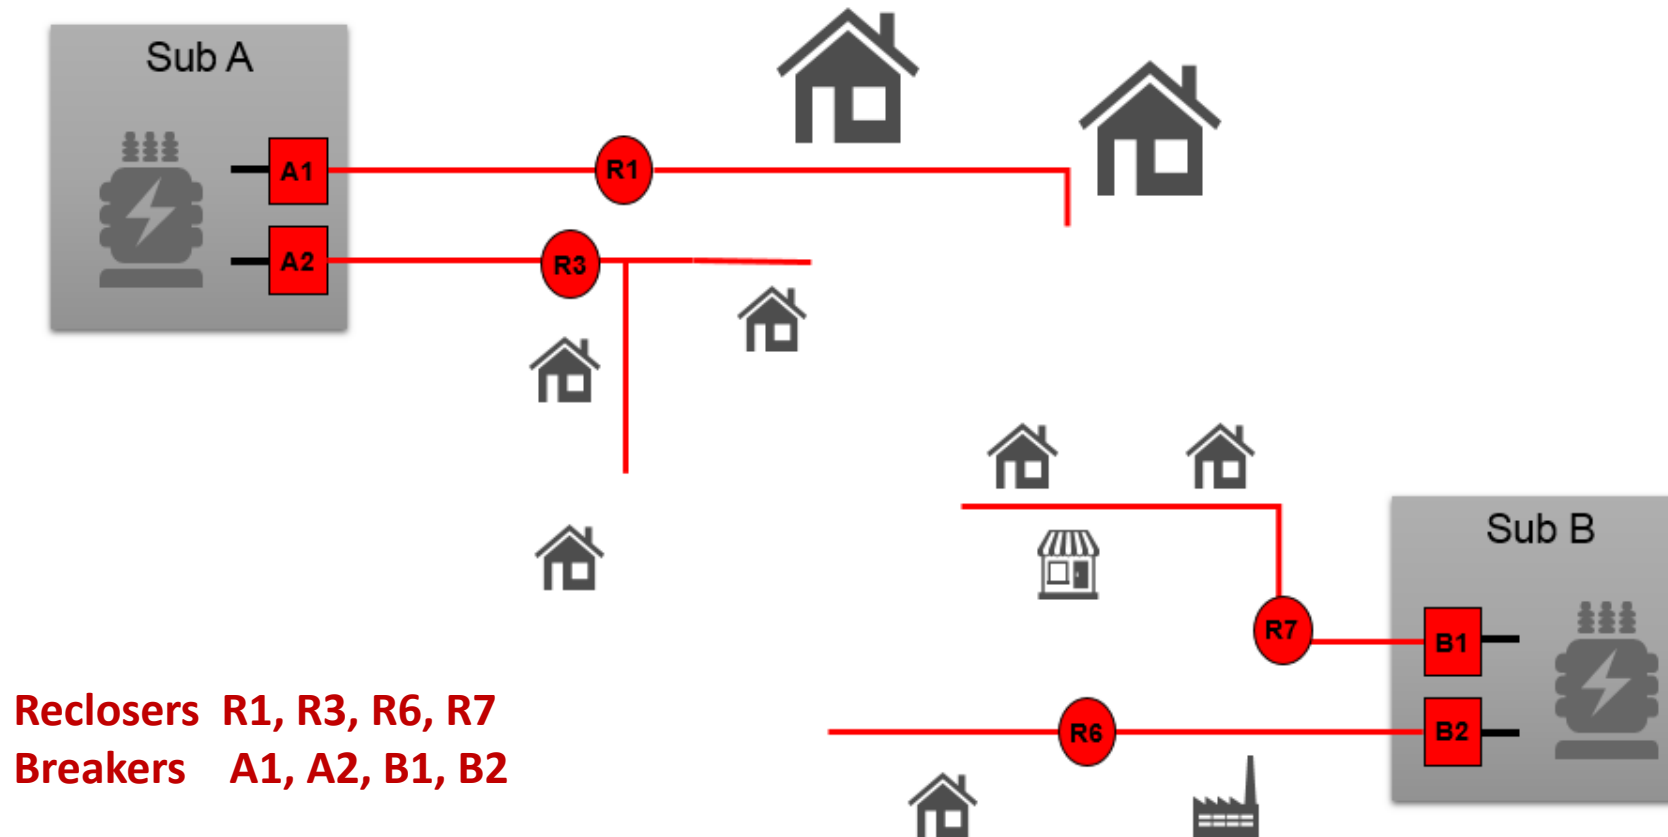 Sub A
A1
R1
A2
R3
Sub B
R7
B1
R6
B2
Reclosers R1, R3, R6, R7
Breakers A1, A2, B1, B2